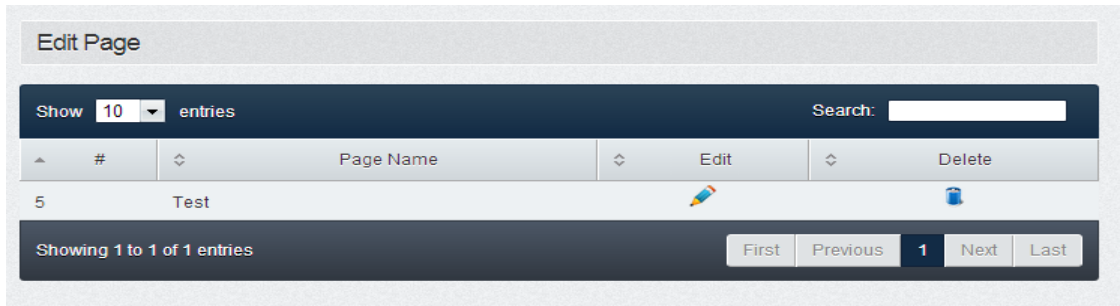 Edit Page
Show 10 entries Search:
# Page Name Edit Delete
5 Test
Showing 1 to 1 of 1 entries First Previous 1 Next Last